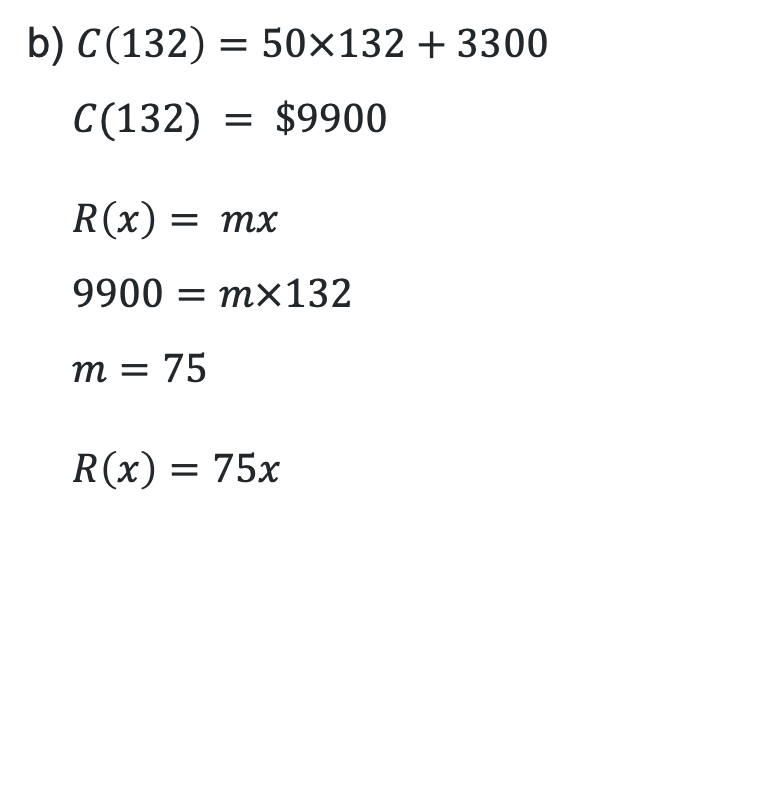 b) C(132) = 50×132 + 3300
C(132) = $9900
R(x) = mx
9900 = m×132
m = 75
R(x) = 75x